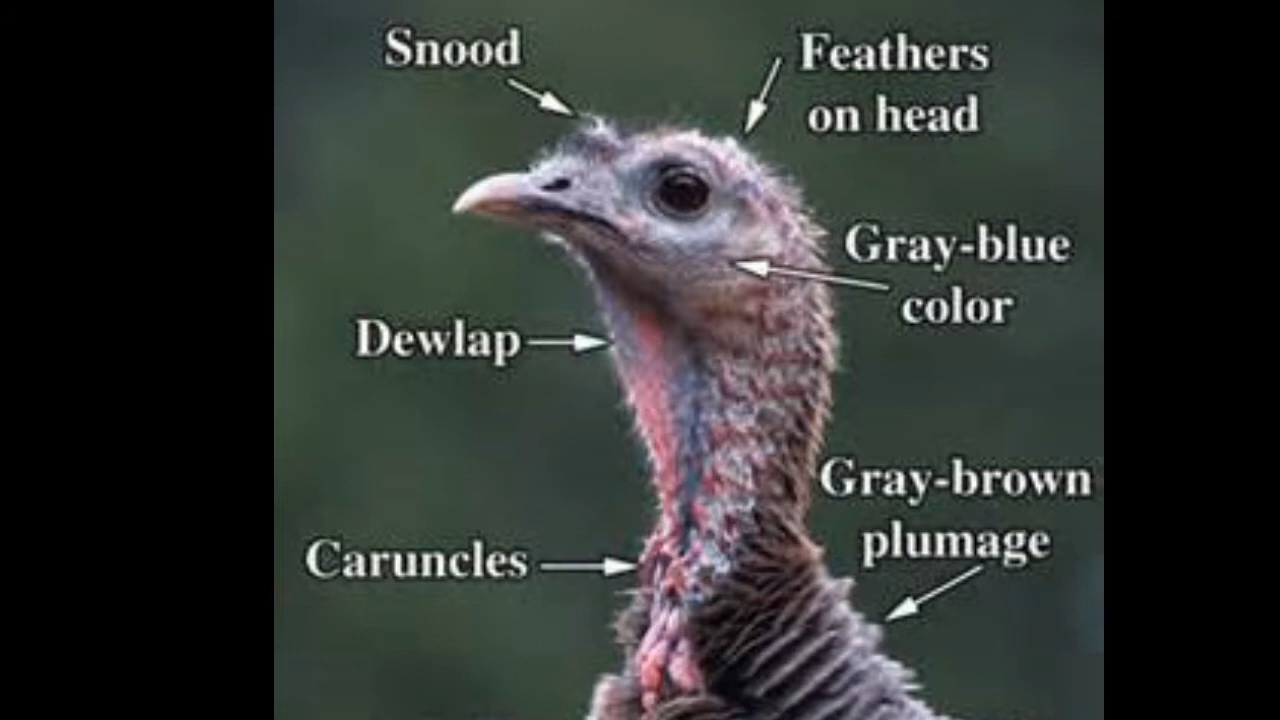 Snood
Feathers
on head
Gray-blue
color
Dewlap
Gray-brown
plumage
Caruncles